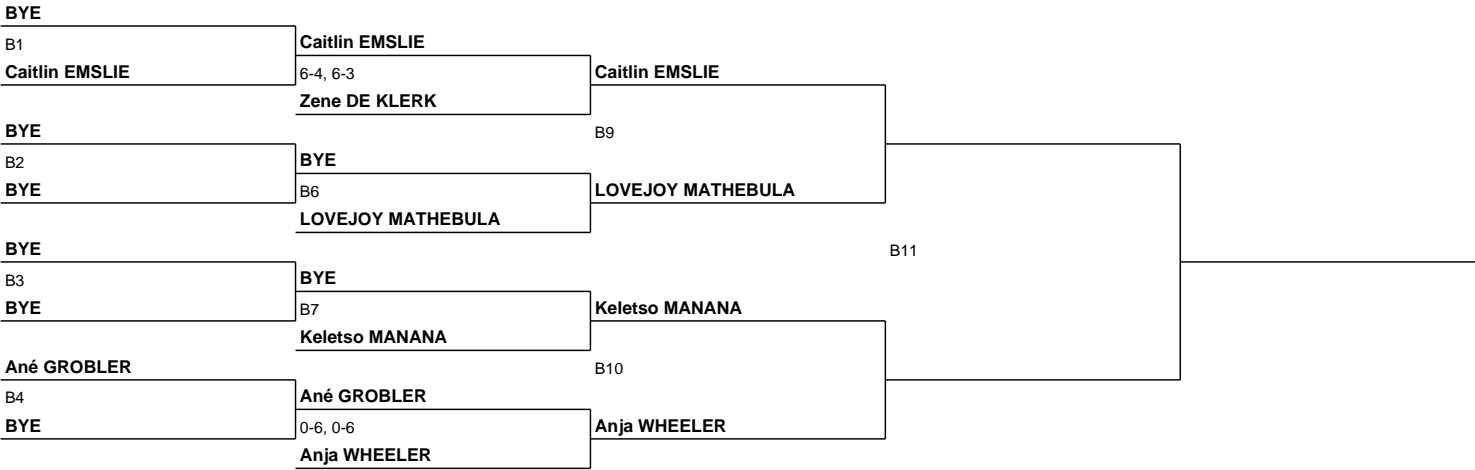 BYE
B1
Caitlin EMSLIE
Caitlin EMSLIE
6-4, 6-3
Caitlin EMSLIE
Zene DE KLERK
BYE
B9
B2
BYE
BYE
B6
LOVEJOY MATHEBULA
LOVEJOY MATHEBULA
BYE
B11
B3
BYE
BYE
B7
Keletso MANANA
Keletso MANANA
Ané GROBLER
B10
B4
Ané GROBLER
BYE
0-6, 0-6
Anja WHEELER
Anja WHEELER